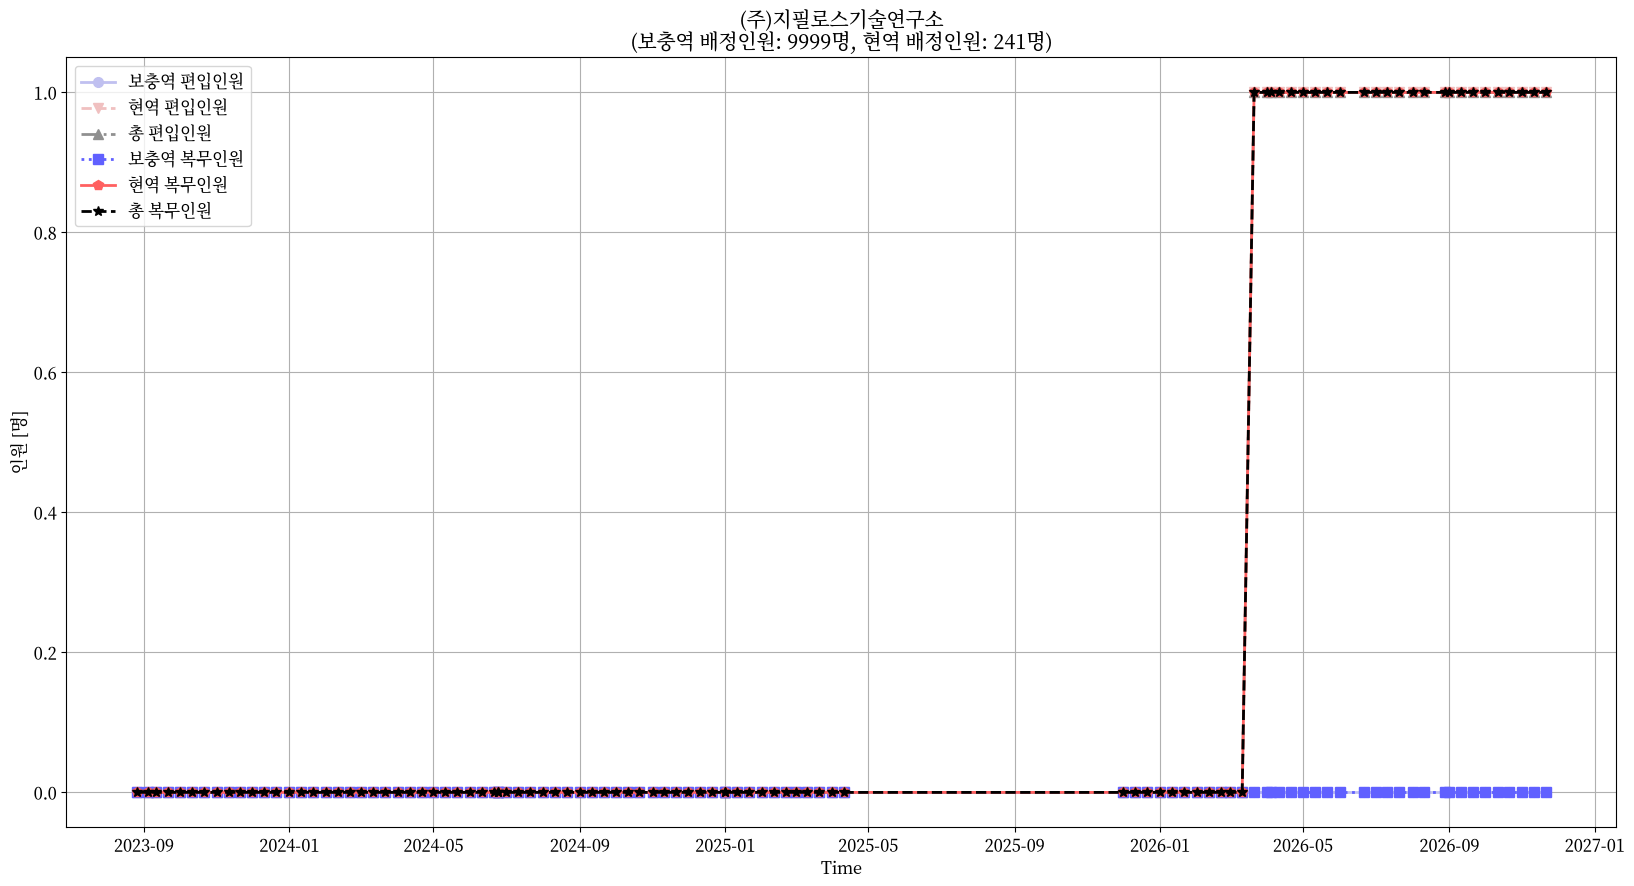 (주)지필로스기술연구소
(보충역 배정인원: 9999명, 현역 배정인원: 241명)
보충역 편입인원
현역 편입인원
총 편입인원
보충역 복무인원
현역 복무인원
총 복무인원
1.0
0.8
0.6
0.4
0.2
0.0
인원 [명]
2023-09
2024-01
2024-05
2024-09
2025-01
2025-05
2025-09
2026-01
2026-05
2026-09
2027-01
Time